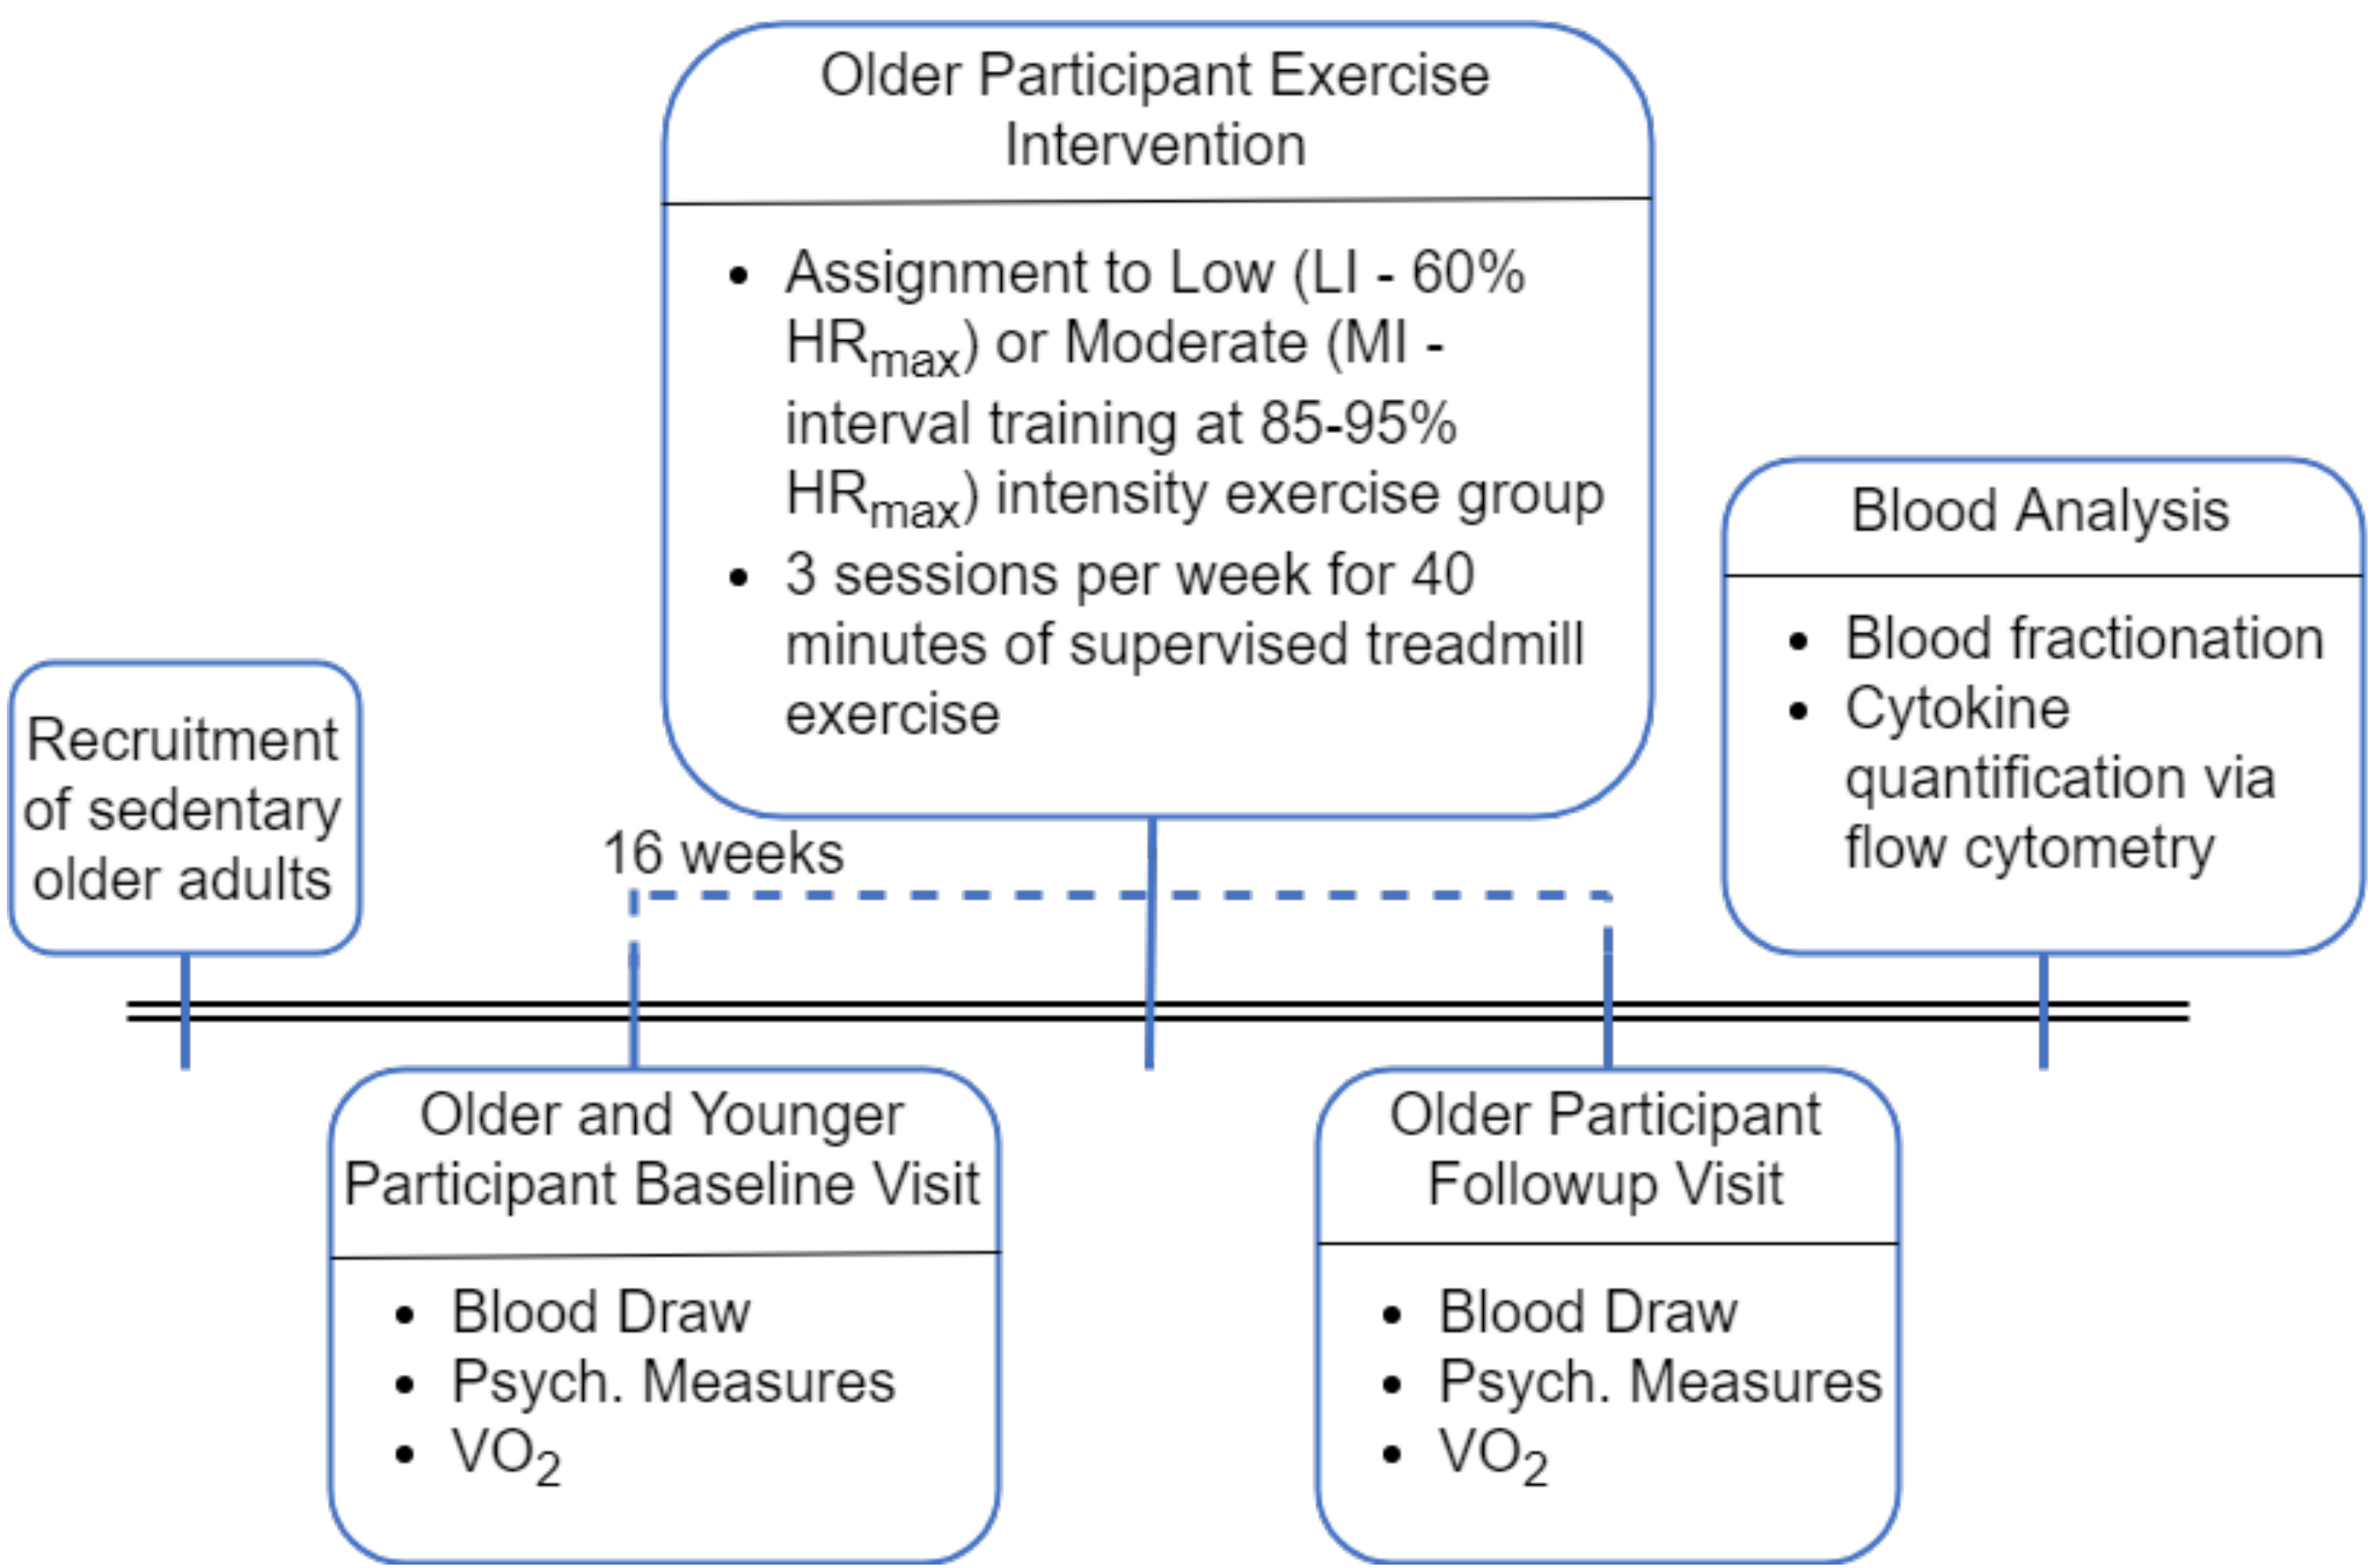 Older Participant Exercise
Intervention
• Assignment to Low (LI - 60%
HRmax) or Moderate (MI -
interval training at 85-95%
HRmax) intensity exercise group
• 3 sessions per week for 40
minutes of supervised treadmill
exercise
Blood Analysis
• Blood fractionation
• Cytokine
quantification via
flow cytometry
Recruitment
of sedentary
older adults
16 weeks
Older and Younger
Participant Baseline Visit
• Blood Draw
• Psych. Measures
• VO2
Older Participant
Followup Visit
• Blood Draw
• Psych. Measures
• VO2